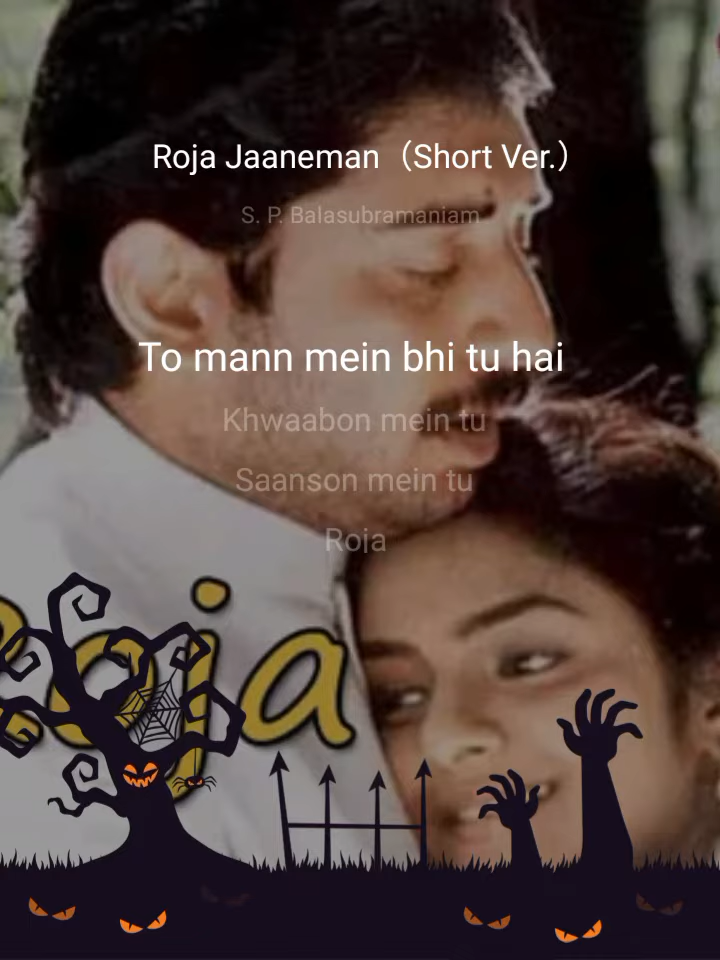 Roja Jaaneman（Short Ver.）
S. P. Balasubramaniam
To mann mein bhi tu hai
Khwaabon mein tu
Saanson mein tu
Roja
Roja